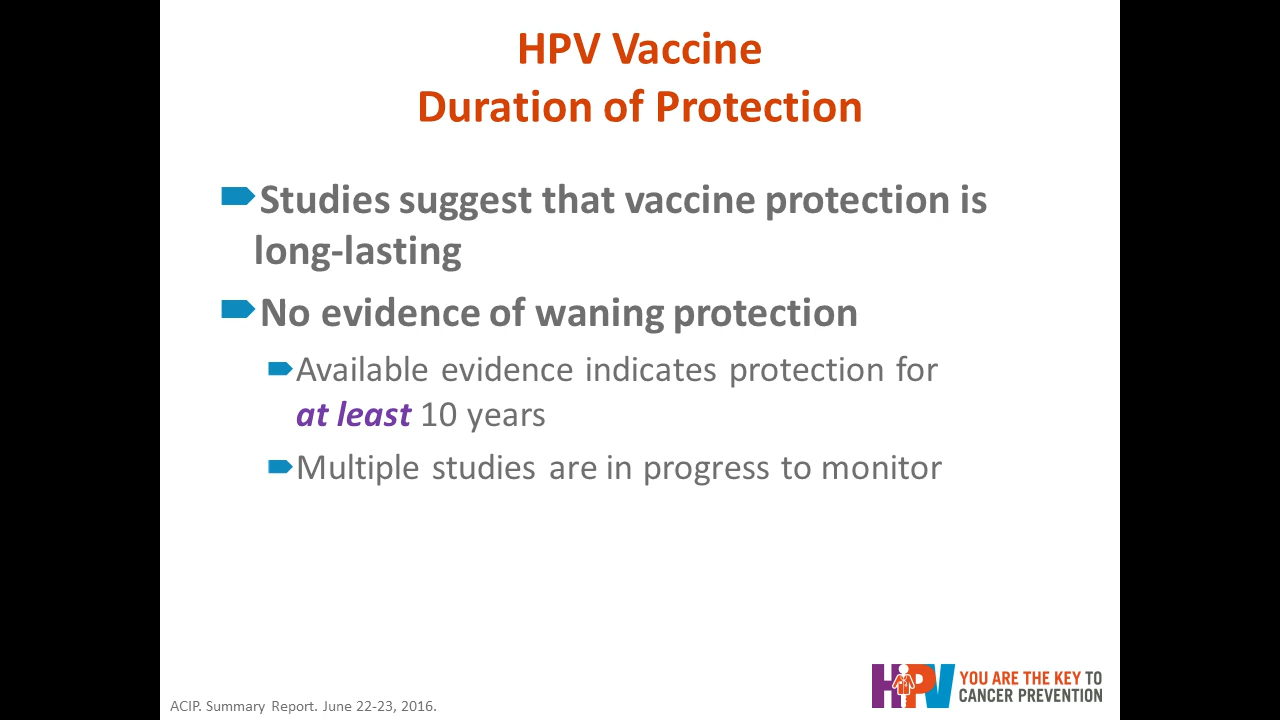 HPV Vaccine
Duration of Protection
Studies suggest that vaccine protection is
long-lasting
No evidence of waning protection
Available evidence indicates protection for
at least 10 years
Multiple studies are in progress to monitor
HPV YOU ARE THE KEY TO
CANCER PREVENTION
ACIP. Summary Report. June 22-23, 2016.